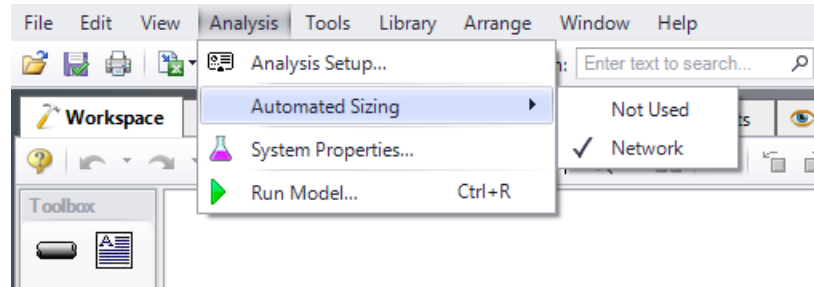 File Edit View Analysis Tools Library Arrange Window Help
Analysis Setup...
Enter text to search...
Automated Sizing
Not Used
Workspace
System Properties...
Network
Run Model... Ctrl+R
Toolbox